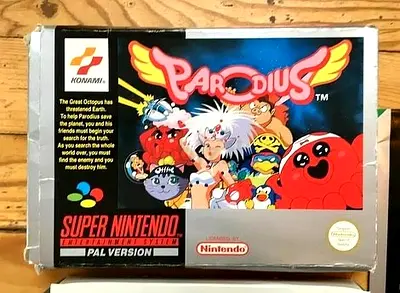 KONAMI
PARODIUS
TM
The Great Octopus has
threatened Earth.
To help Parodius save
the planet, you and his
friends must begin your
search for the truth.
As you search the whole
world over, you must
find the enemy and you
must destroy him.
SUPER NINTENDO
ENTERTAINMENT SYSTEM
PAL VERSION
LICENSED BY
Nintendo